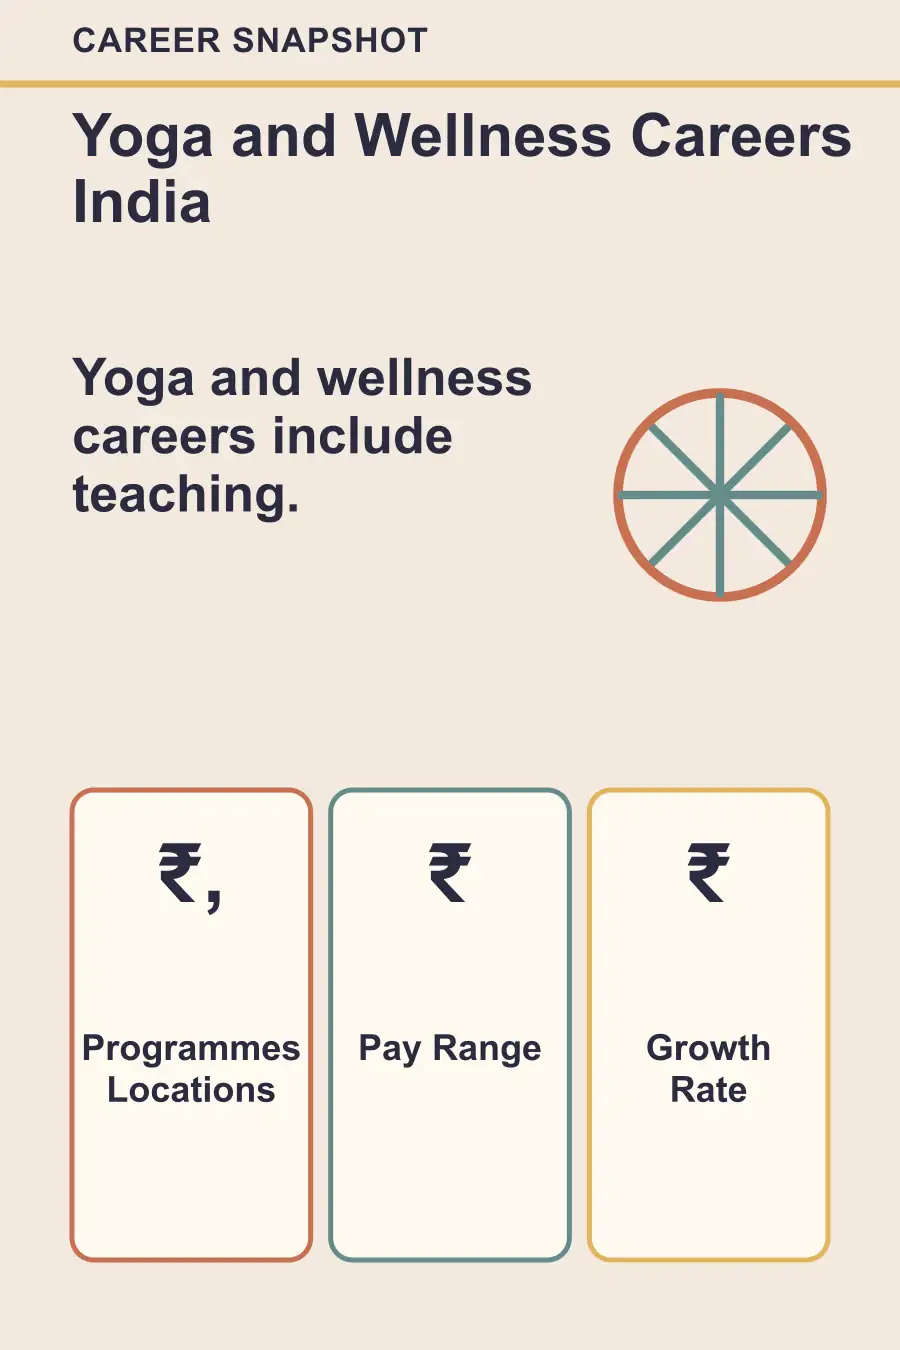 CAREER SNAPSHOT
Yoga and Wellness Careers
India
Yoga and wellness
careers include
teaching.
₹,
Programmes
Locations
₹
Pay Range
₹
Growth
Rate